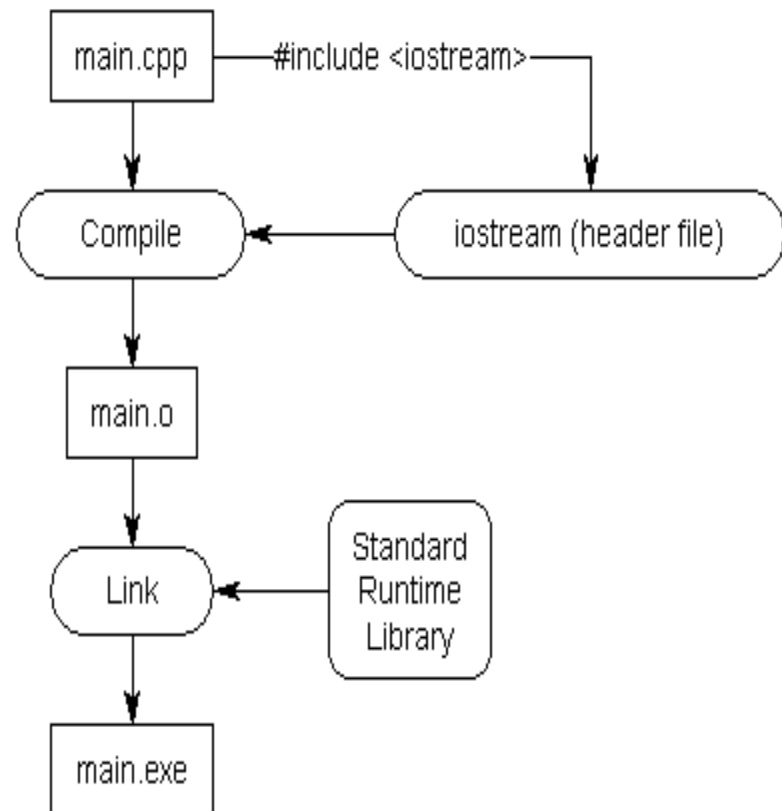 main.cpp
#include <iostream>
Compile
iostream (header file)
main.o
Standard
Runtime
Library
Link
main.exe